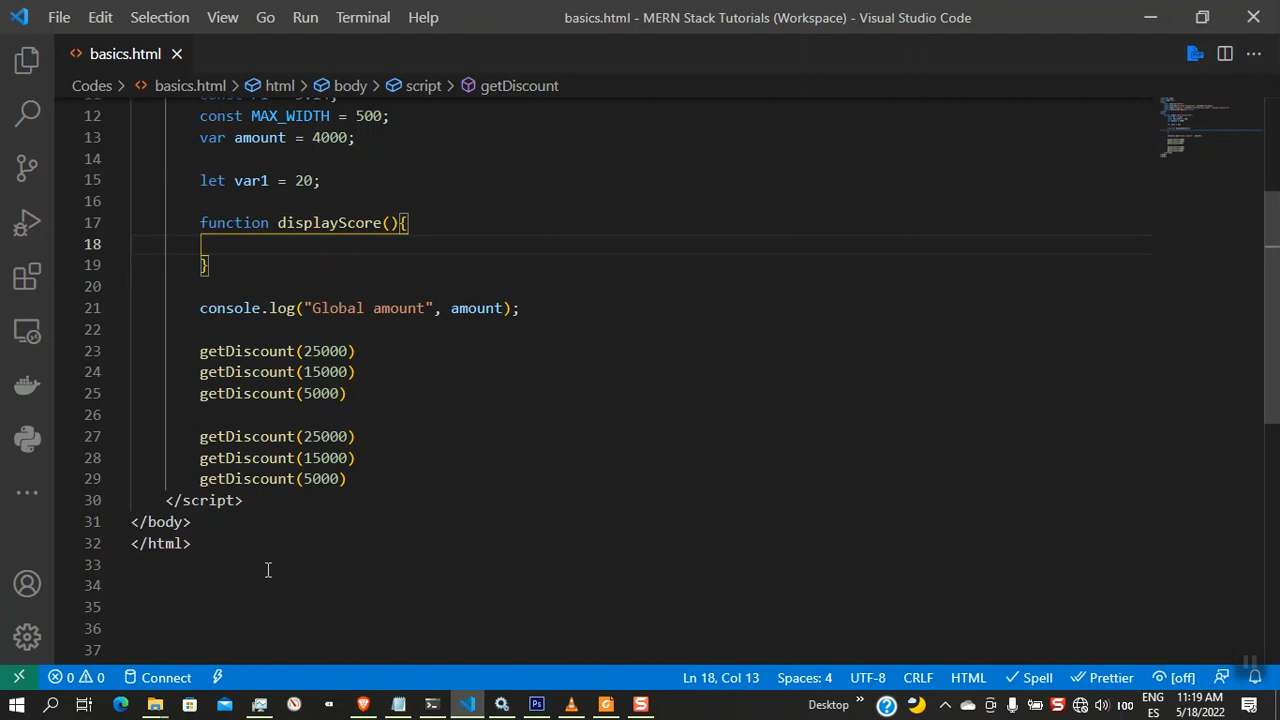 File Edit Selection View Go Run Terminal Help basics.html - MERN Stack Tutorials (Workspace) - Visual Studio Code
basics.html
Codes basics.html html body script getDiscount
12 const MAX_WIDTH = 500;
13 var amount = 4000;
14
15 let var1 = 20;
16
17 function displayScore(){
18
19 }
20
21 console.log("Global amount", amount);
22
23 getDiscount(25000)
24 getDiscount(15000)
25 getDiscount(5000)
26
27 getDiscount(25000)
28 getDiscount(15000)
29 getDiscount(5000)
30 </script>
31 </body>
32 </html>
33
34
35
36
37
0 0 Connect Ln 18, Col 13 Spaces: 4 UTF-8 CRLF HTML Spell Prettier [off]
Desktop 100 ENG 11:19 AM
ES 5/18/2022